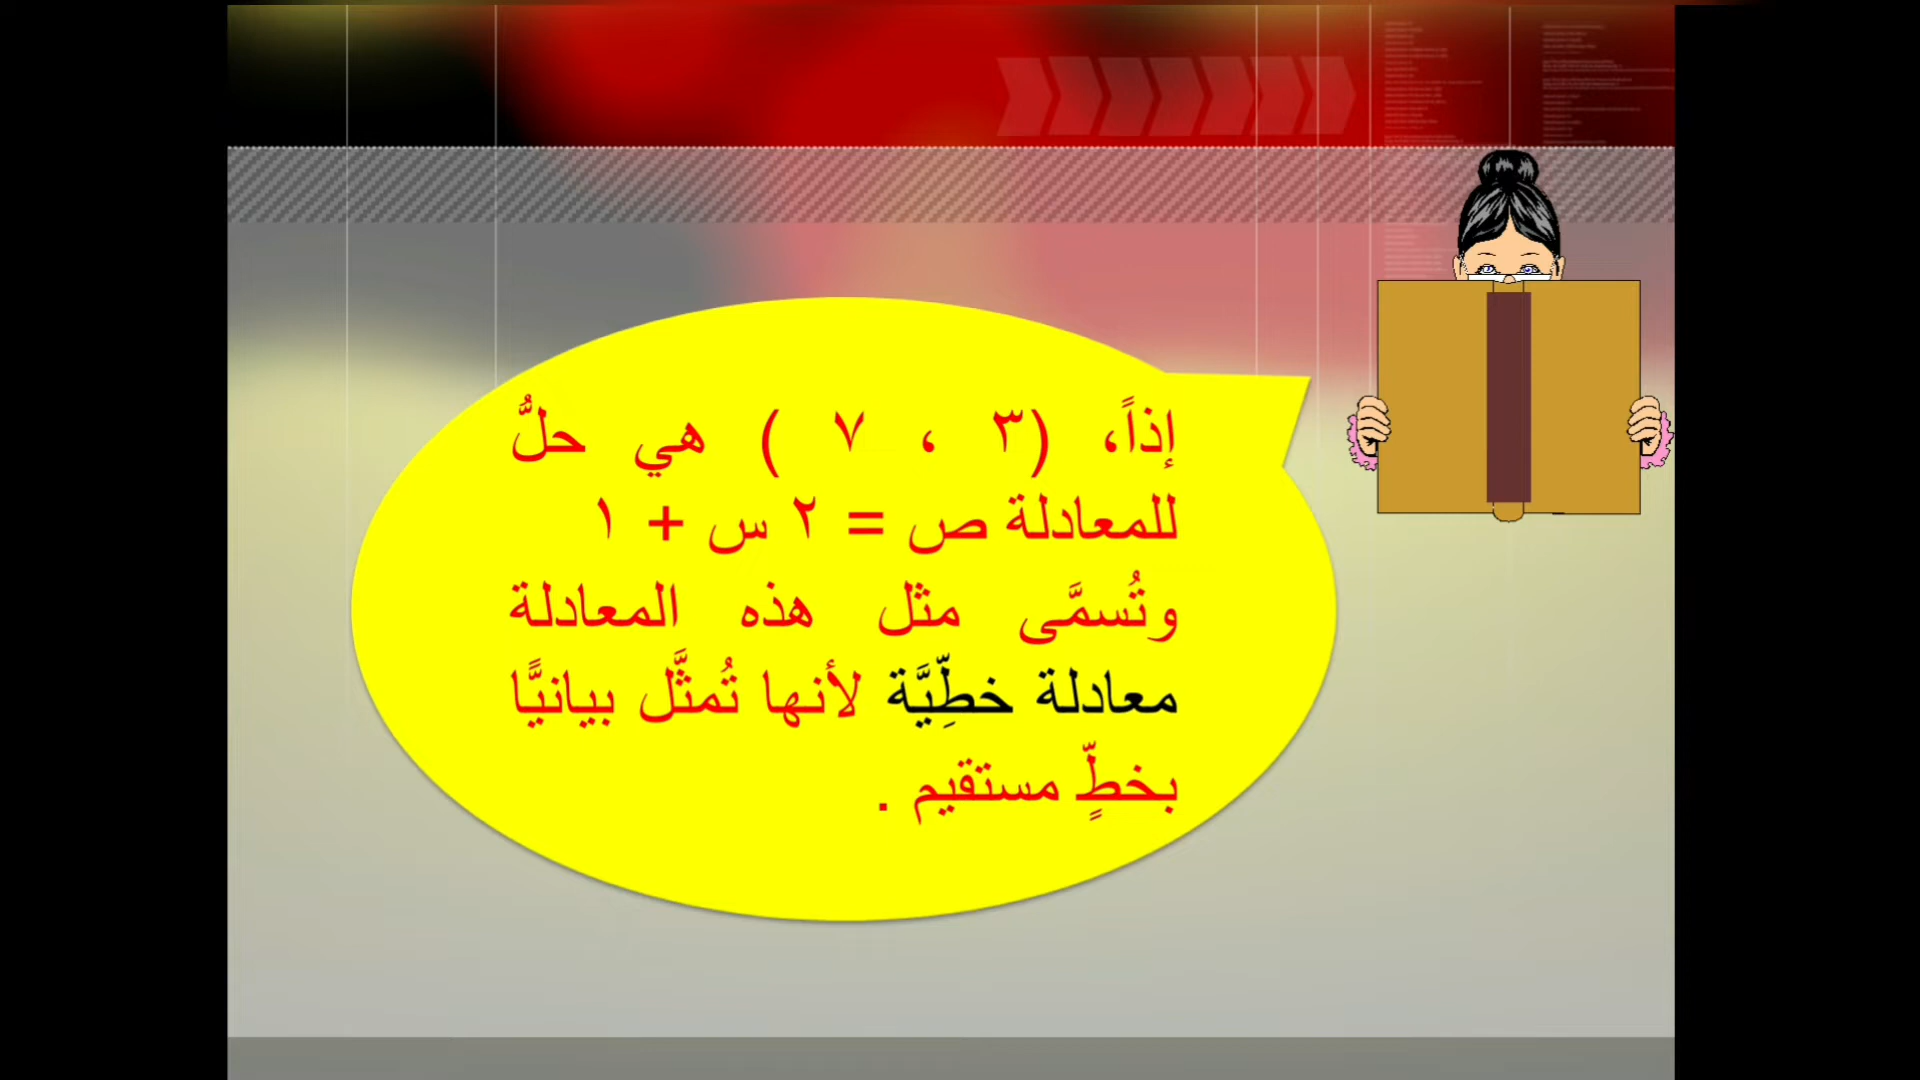 إذاً، (٣ ، ٧ ) هي حلُّ
للمعادلة ص = ٢ س + ١
وتُسمَّى مثل هذه المعادلة
معادلة خطِّيَّة لأنها تُمثَّل بيانيًّا
بخطٍّ مستقيم .